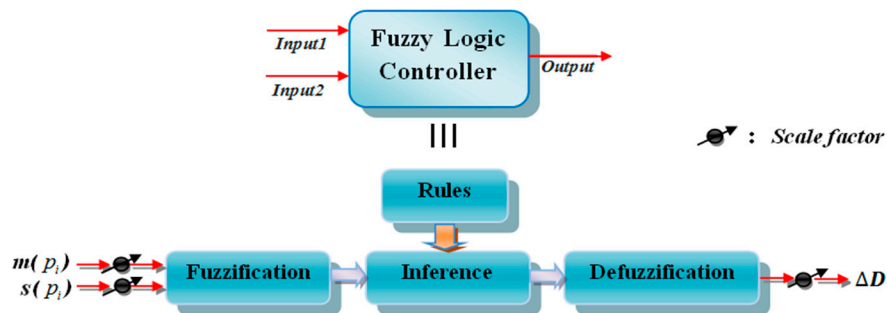 Input1
Input2
Fuzzy Logic
Controller
Output
: Scale factor
Rules
m( pᵢ)
s( pᵢ)
Fuzzification
Inference
Defuzzification
ΔD